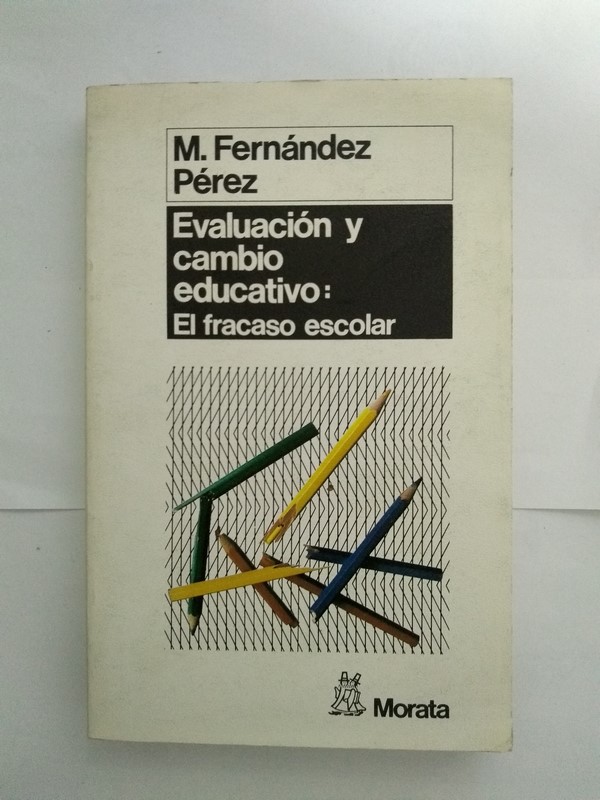 M. Fernández
Pérez
Evaluación y
cambio
educativo:
El fracaso escolar
Morata